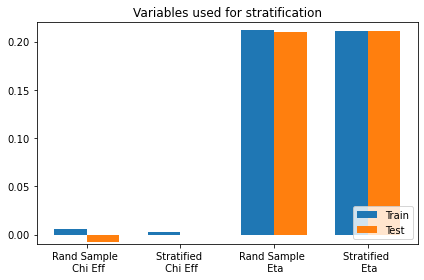 Variables used for stratification
0.20
0.15
0.10
0.05
0.00
Train
Test
Rand Sample Stratified Rand Sample Stratified
Chi Eff Chi Eff Eta Eta